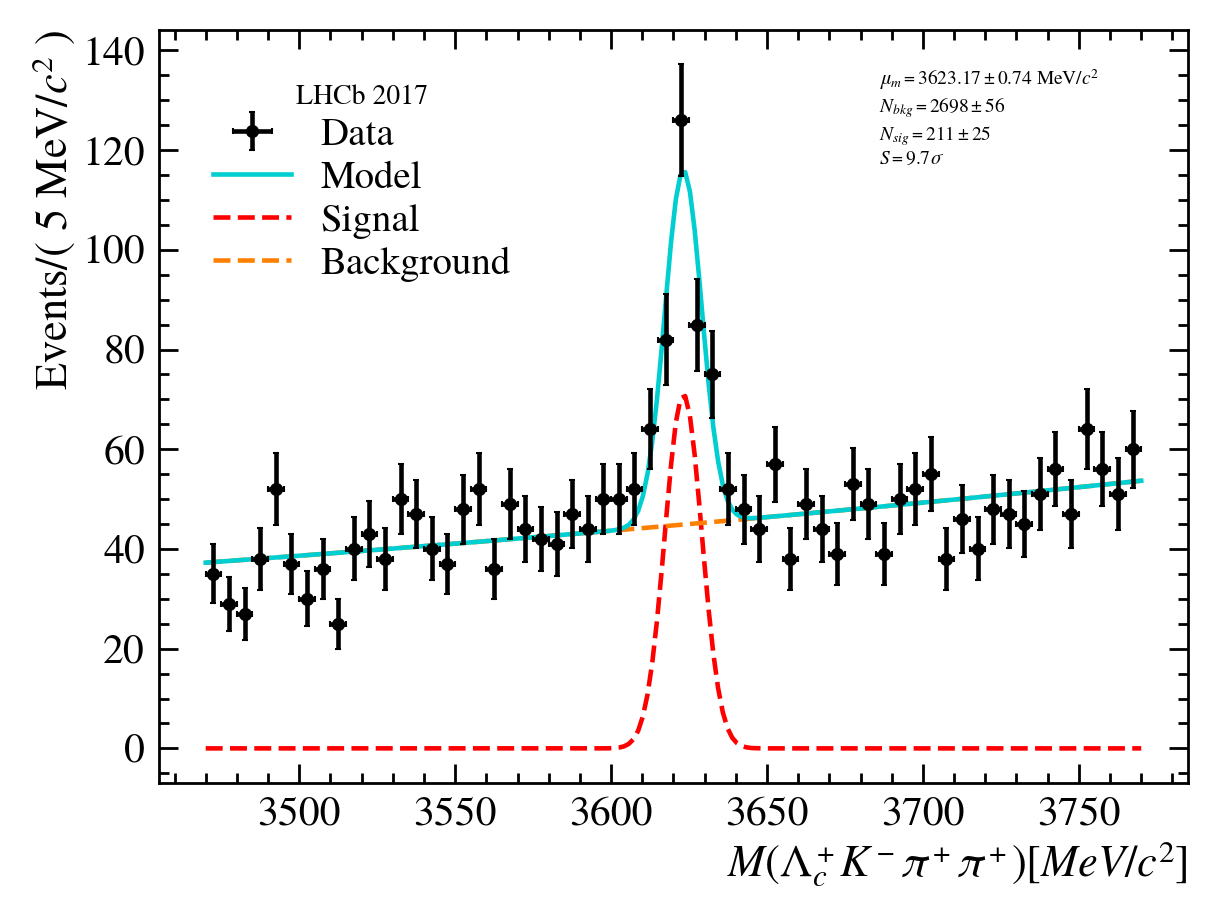 Events/( 5 MeV/c²)
140
120
100
80
60
40
20
0
LHCb 2017
Data
Model
Signal
Background
μ_m = 3623.17 ± 0.74 MeV/c²
N_bkg = 2698 ± 56
N_sig = 211 ± 25
S = 9.7σ
3500 3550 3600 3650 3700 3750
M(Λ_c^+ K^- π^+ π^+)[MeV/c²]